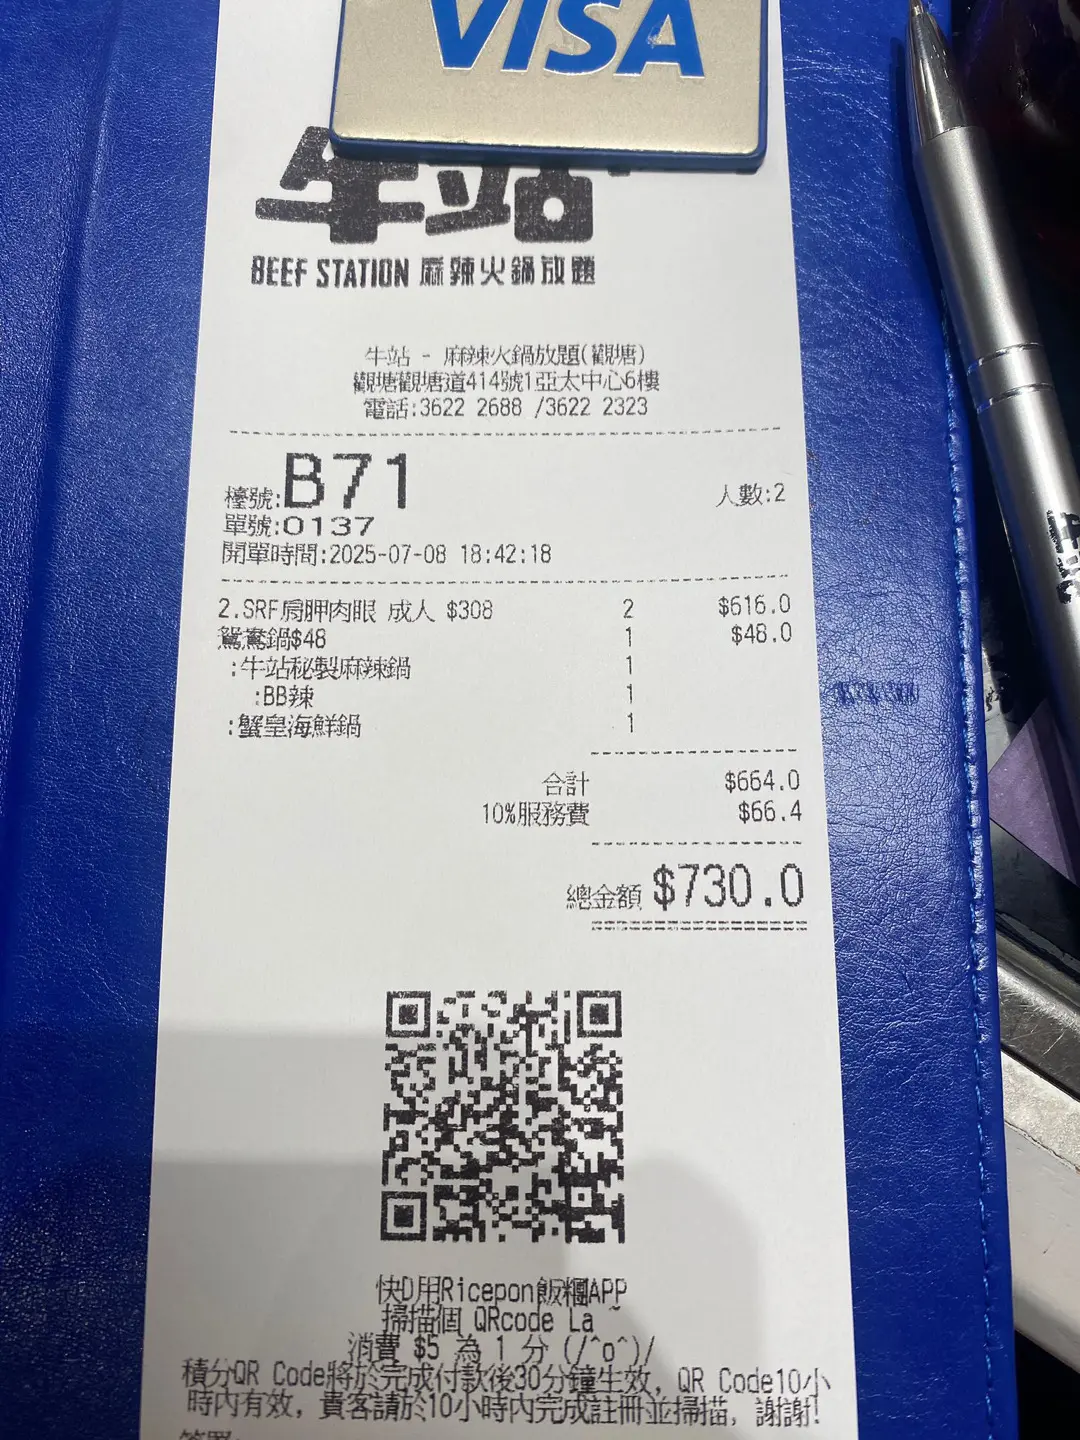 VISA
牛站
BEEF STATION 麻辣火鍋放題
牛站 - 麻辣火鍋放題(觀塘)
觀塘觀塘道414號1亞太中心6樓
電話:3622 2688 /3622 2323
檯號:B71 人數:2
單號:0137
開單時間:2025-07-08 18:42:18
2.SRF肩胛肉眼 成人 $308 2 $616.0
鴛鴦鍋$48 1 $48.0
:牛站秘製麻辣鍋 1
:BB辣 1
:蟹皇海鮮鍋 1
合計 $664.0
10%服務費 $66.4
總金額 $730.0
快D用Ricepon飯糰APP
掃描個 QRcode La ~
消費 $5 為 1 分 (/^o^)/
積分QR Code將於完成付款後30分鐘生效, QR Code10小
時內有效, 貴客請於10小時內完成註冊並掃描, 謝謝!